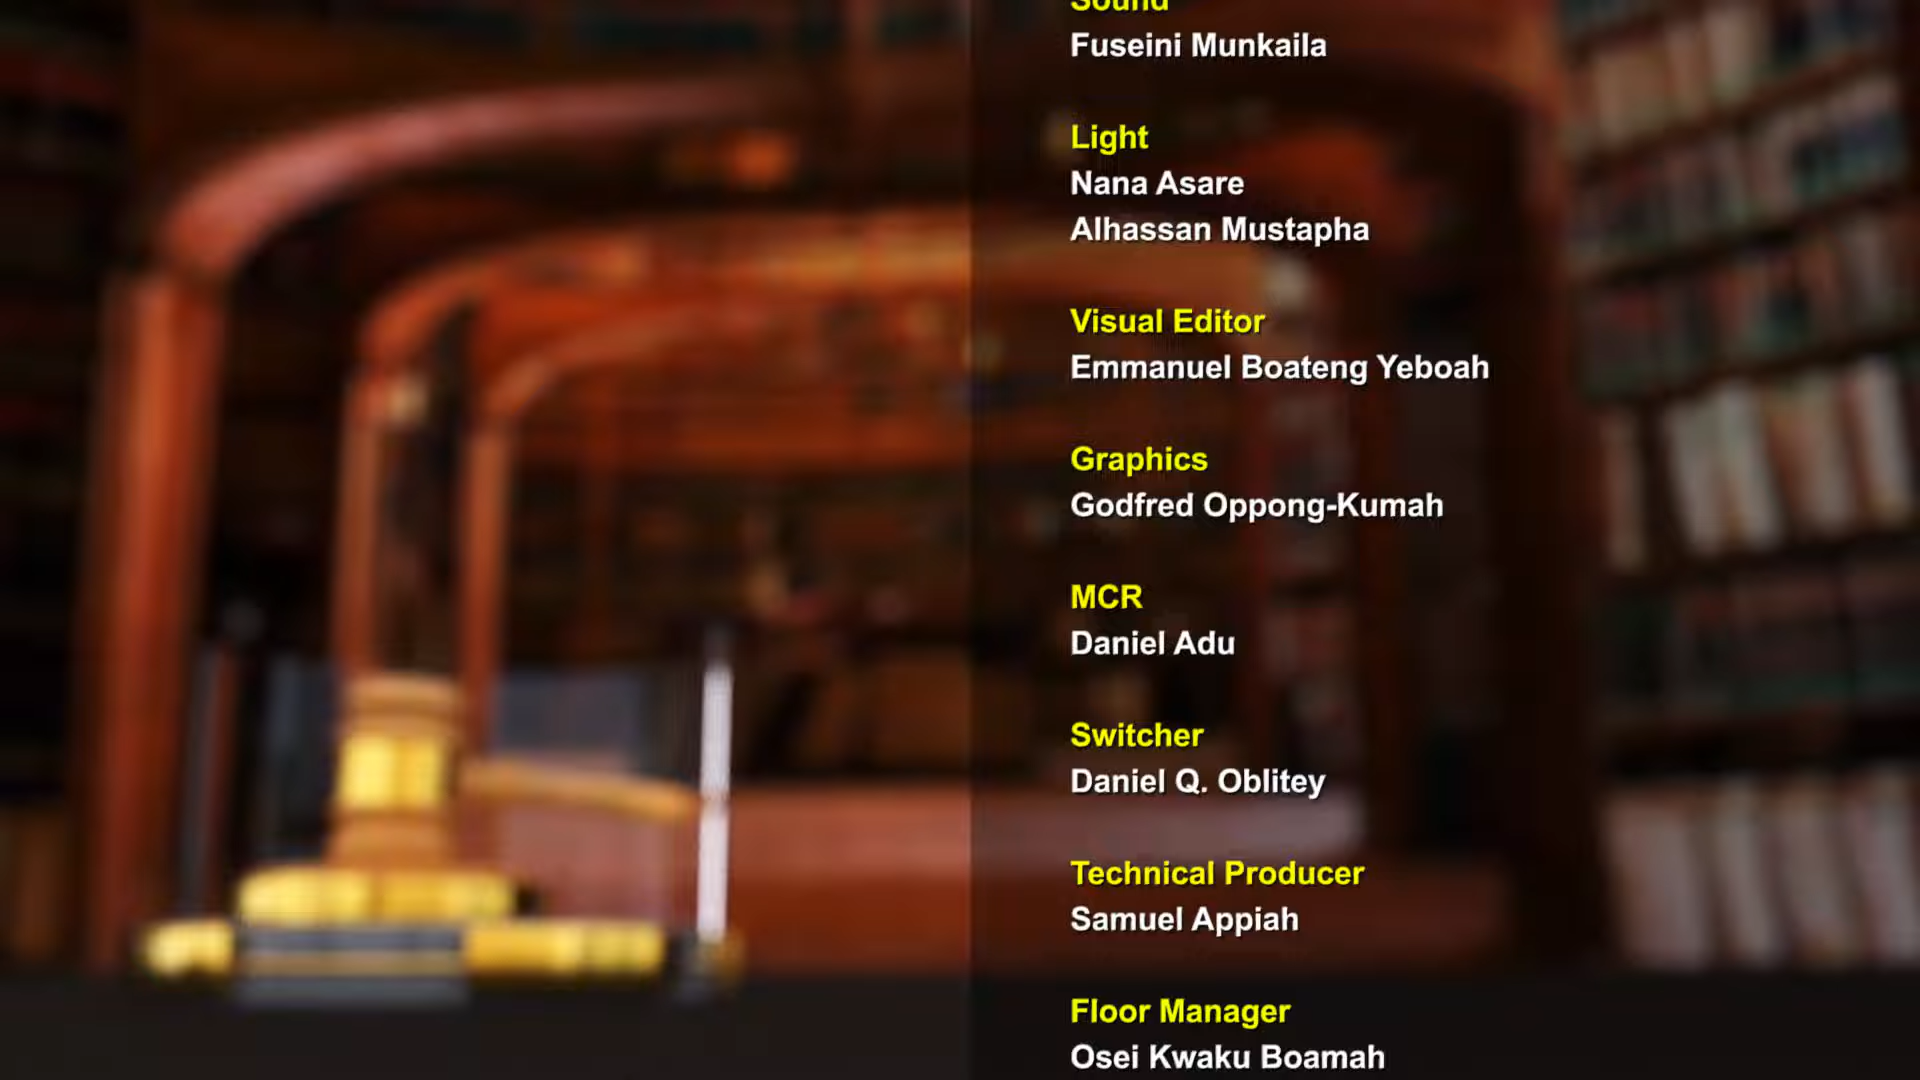 Sound
Fuseini Munkaila
Light
Nana Asare
Alhassan Mustapha
Visual Editor
Emmanuel Boateng Yeboah
Graphics
Godfred Oppong-Kumah
MCR
Daniel Adu
Switcher
Daniel Q. Oblitey
Technical Producer
Samuel Appiah
Floor Manager
Osei Kwaku Boamah